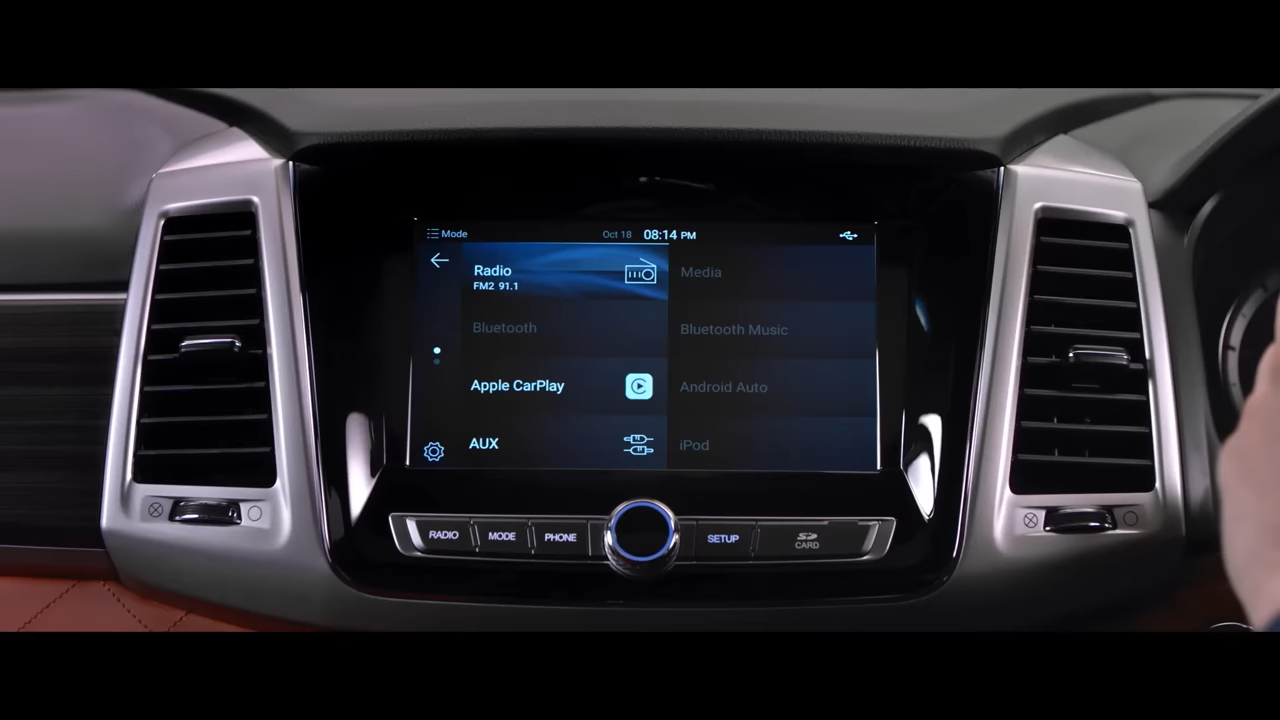 Mode
Oct 18 08:14 PM
Radio
FM2 91.1
Media
Bluetooth
Bluetooth Music
Apple CarPlay
Android Auto
AUX
iPod
RADIO
MODE
PHONE
SETUP
SD
CARD